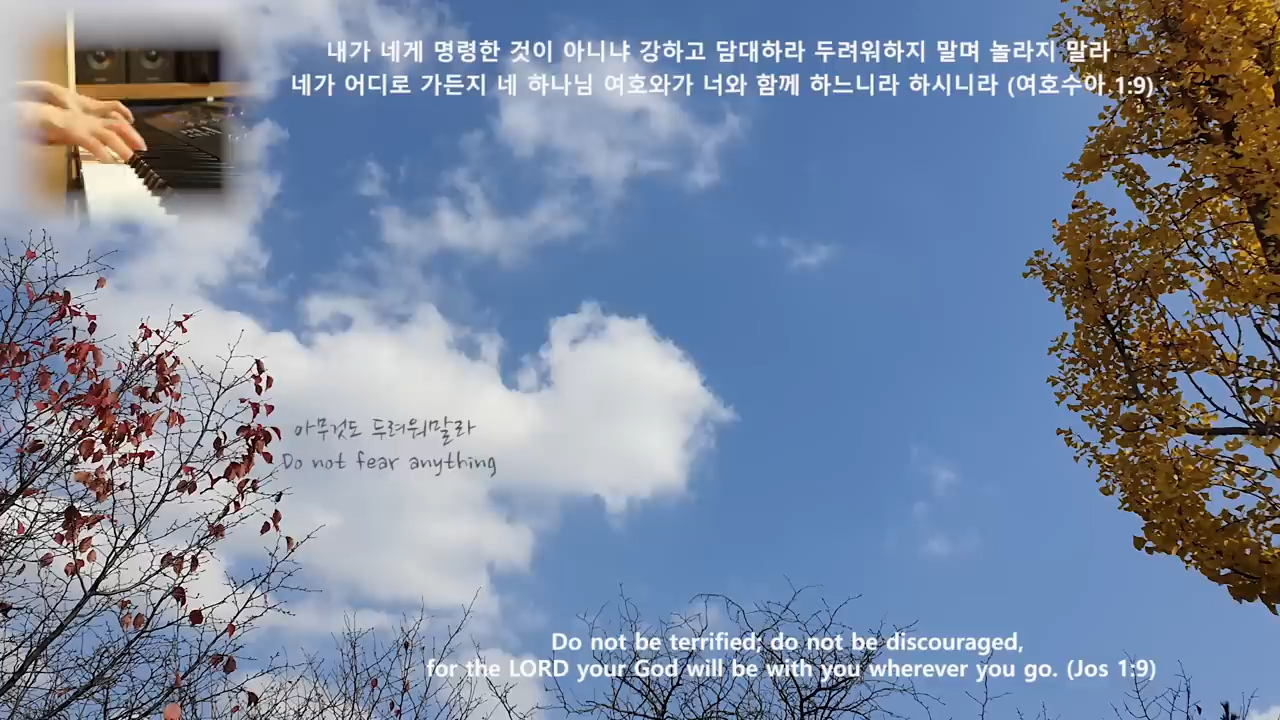 내가 네게 명령한 것이 아니냐 강하고 담대하라 두려워하지 말며 놀라지 말라
네가 어디로 가든지 네 하나님 여호와가 너와 함께 하느니라 하시니라 (여호수아 1:9)
아무것도 두려워말라
Do not fear anything
Do not be terrified; do not be discouraged,
for the LORD your God will be with you wherever you go. (Jos 1:9)